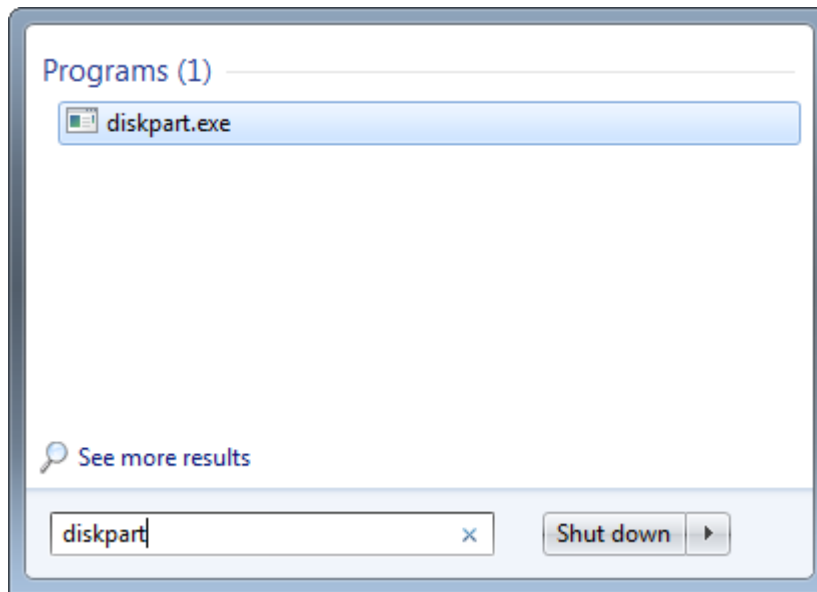 Programs (1)
diskpart.exe
See more results
diskpart
Shut down